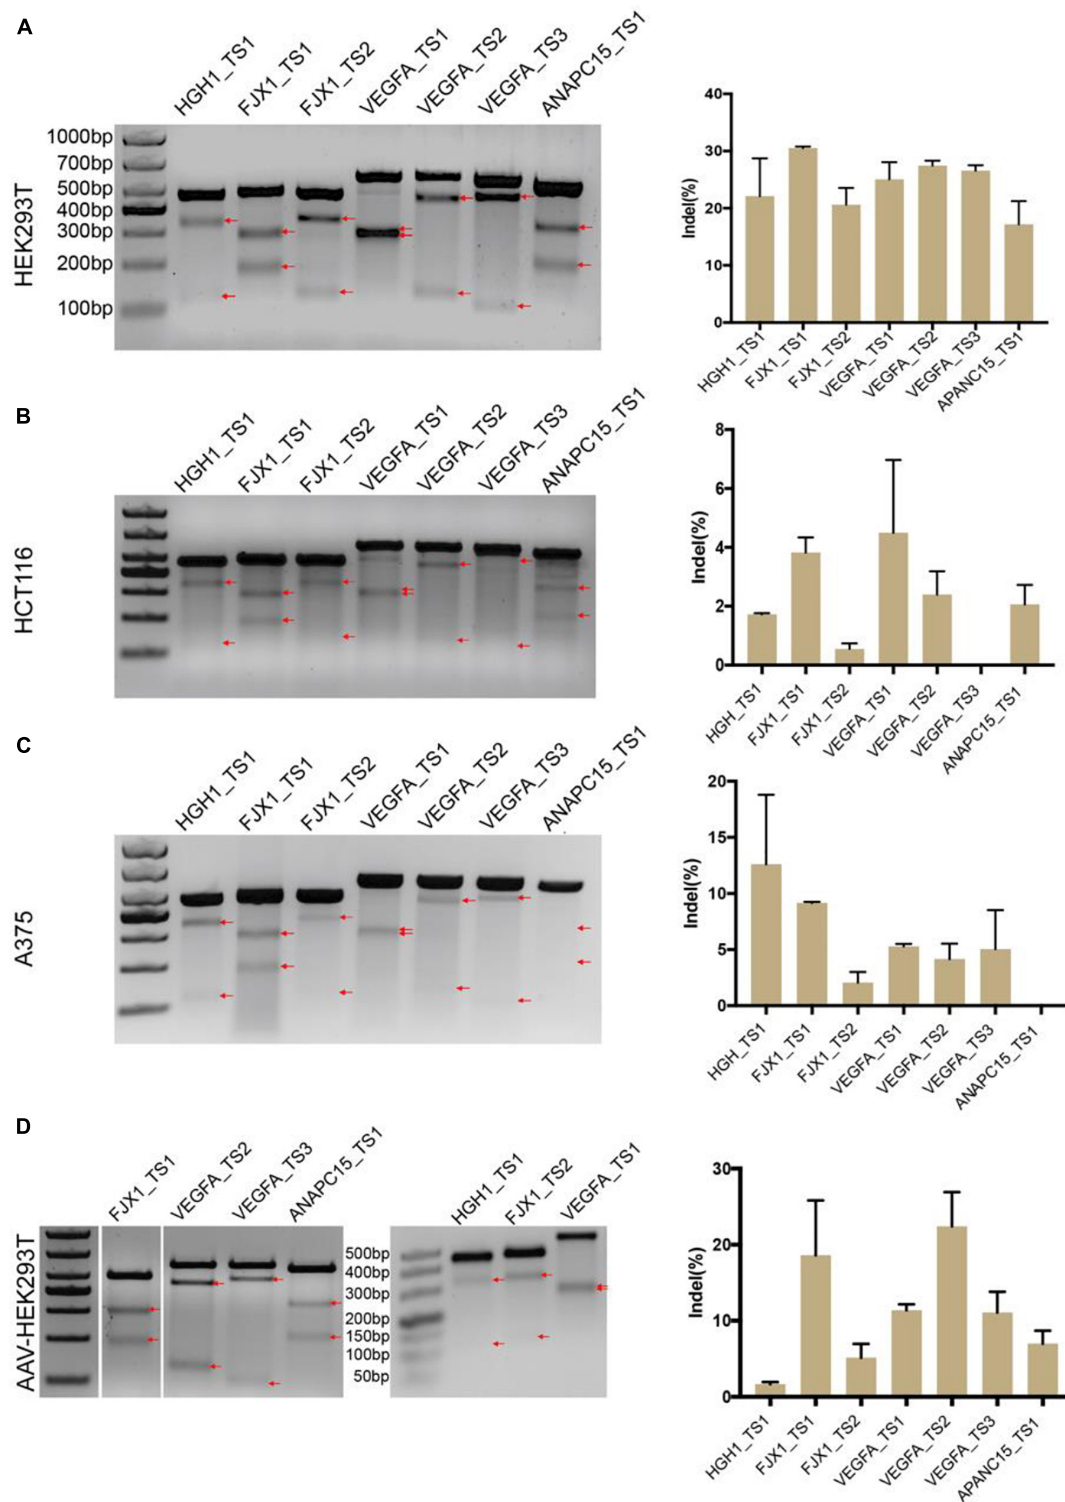 A
HGH1_TS1
FJX1_TS1
FJX1_TS2
VEGFA_TS1
VEGFA_TS2
VEGFA_TS3
ANAPC15_TS1
HEK293T
1000bp
700bp
500bp
400bp
300bp
200bp
100bp
Indel(%)
40
30
20
10
0
HGH1_TS1
FJX1_TS1
FJX1_TS2
VEGFA_TS1
VEGFA_TS2
VEGFA_TS3
APANC15_TS1
B
HGH1_TS1
FJX1_TS1
FJX1_TS2
VEGFA_TS1
VEGFA_TS2
VEGFA_TS3
ANAPC15_TS1
HCT116
Indel(%)
8
6
4
2
0
HGH_TS1
FJX1_TS1
FJX1_TS2
VEGFA_TS1
VEGFA_TS2
VEGFA_TS3
ANAPC15_TS1
C
HGH1_TS1
FJX1_TS1
FJX1_TS2
VEGFA_TS1
VEGFA_TS2
VEGFA_TS3
ANAPC15_TS1
A375
Indel(%)
20
15
10
5
0
HGH_TS1
FJX1_TS1
FJX1_TS2
VEGFA_TS1
VEGFA_TS2
VEGFA_TS3
ANAPC15_TS1
D
FJX1_TS1
VEGFA_TS2
VEGFA_TS3
ANAPC15_TS1
HGH1_TS1
FJX1_TS2
VEGFA_TS1
AAV-HEK293T
500bp
400bp
300bp
200bp
150bp
100bp
50bp
Indel(%)
30
20
10
0
HGH1_TS1
FJX1_TS1
FJX1_TS2
VEGFA_TS1
VEGFA_TS2
VEGFA_TS3
APANC15_TS1